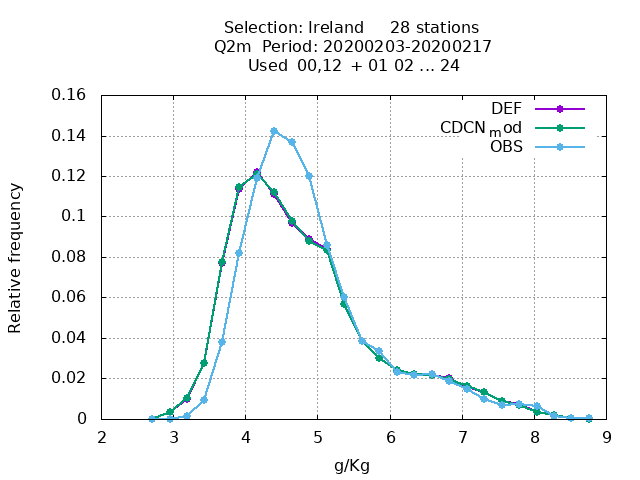 Selection: Ireland     28 stations
Q2m  Period: 20200203-20200217
Used  00,12  + 01 02 ... 24
0.16
0.14
0.12
0.1
0.08
0.06
0.04
0.02
0
Relative frequency
DEF
CDCN_mod
OBS
2 3 4 5 6 7 8 9
g/Kg